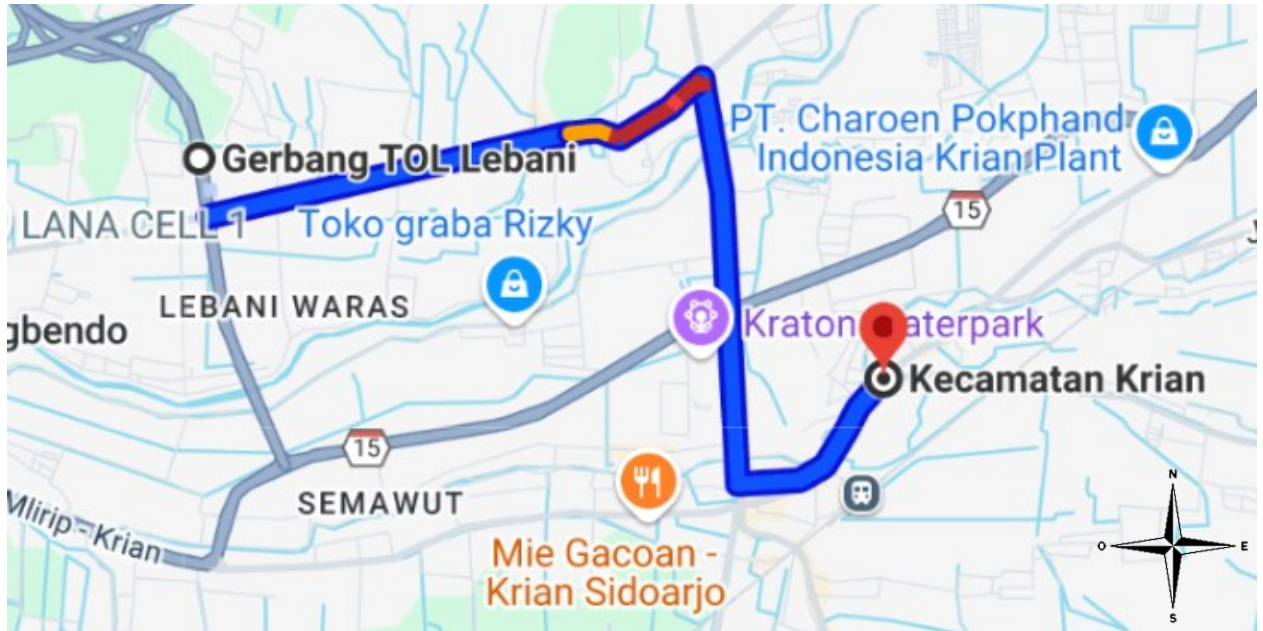 PT. Charoen Pokphand
Indonesia Krian Plant
Gerbang TOL Lebani
15
LANA CELL 1
Toko graba Rizky
LEBANI WARAS
gbendo
Kraton aterpark
Kecamatan Krian
15
SEMAWUT
Mlirip - Krian
Mie Gacoan -
Krian Sidoarjo
N
O
E
S